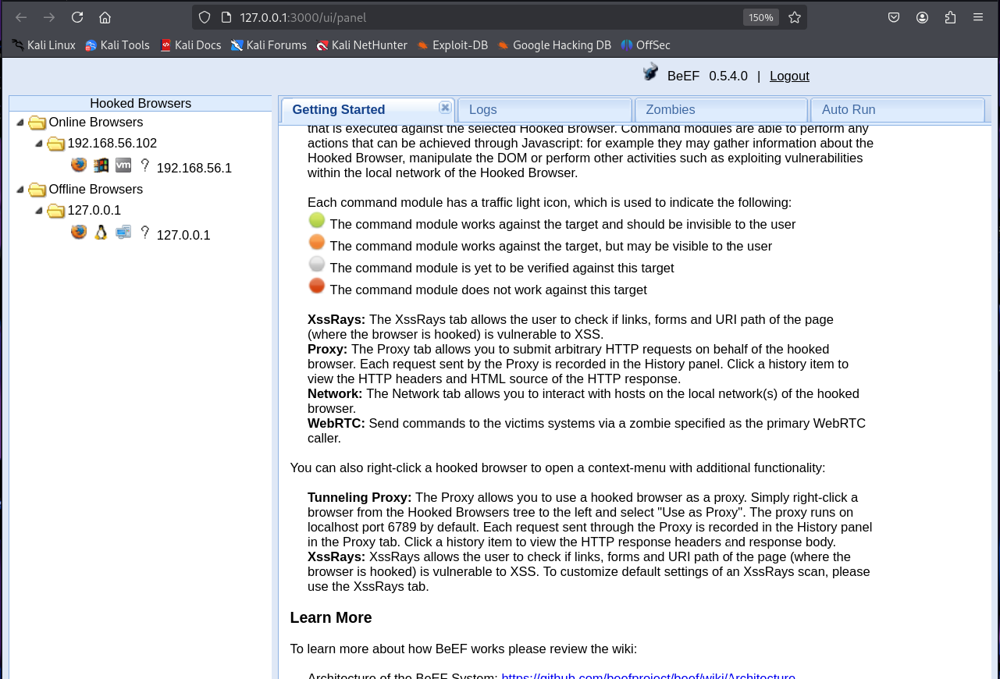 127.0.0.1:3000/ui/panel
150%
Kali Linux
Kali Tools
Kali Docs
Kali Forums
Kali NetHunter
Exploit-DB
Google Hacking DB
OffSec
BeEF 0.5.4.0 | Logout
Hooked Browsers
Online Browsers
192.168.56.102
vm ? 192.168.56.1
Offline Browsers
127.0.0.1
? 127.0.0.1
Getting Started
Logs
Zombies
Auto Run
that is executed against the selected Hooked Browser. Command modules are able to perform any
actions that can be achieved through Javascript: for example they may gather information about the
Hooked Browser, manipulate the DOM or perform other activities such as exploiting vulnerabilities
within the local network of the Hooked Browser.
Each command module has a traffic light icon, which is used to indicate the following:
The command module works against the target and should be invisible to the user
The command module works against the target, but may be visible to the user
The command module is yet to be verified against this target
The command module does not work against this target
XssRays: The XssRays tab allows the user to check if links, forms and URI path of the page
(where the browser is hooked) is vulnerable to XSS.
Proxy: The Proxy tab allows you to submit arbitrary HTTP requests on behalf of the hooked
browser. Each request sent by the Proxy is recorded in the History panel. Click a history item to
view the HTTP headers and HTML source of the HTTP response.
Network: The Network tab allows you to interact with hosts on the local network(s) of the hooked
browser.
WebRTC: Send commands to the victims systems via a zombie specified as the primary WebRTC
caller.
You can also right-click a hooked browser to open a context-menu with additional functionality:
Tunneling Proxy: The Proxy allows you to use a hooked browser as a proxy. Simply right-click a
browser from the Hooked Browsers tree to the left and select "Use as Proxy". The proxy runs on
localhost port 6789 by default. Each request sent through the Proxy is recorded in the History panel
in the Proxy tab. Click a history item to view the HTTP response headers and response body.
XssRays: XssRays allows the user to check if links, forms and URI path of the page (where the
browser is hooked) is vulnerable to XSS. To customize default settings of an XssRays scan, please
use the XssRays tab.
Learn More
To learn more about how BeEF works please review the wiki:
Architecture of the BeEF System: https://github.com/beefproject/beef/wiki/Architecture